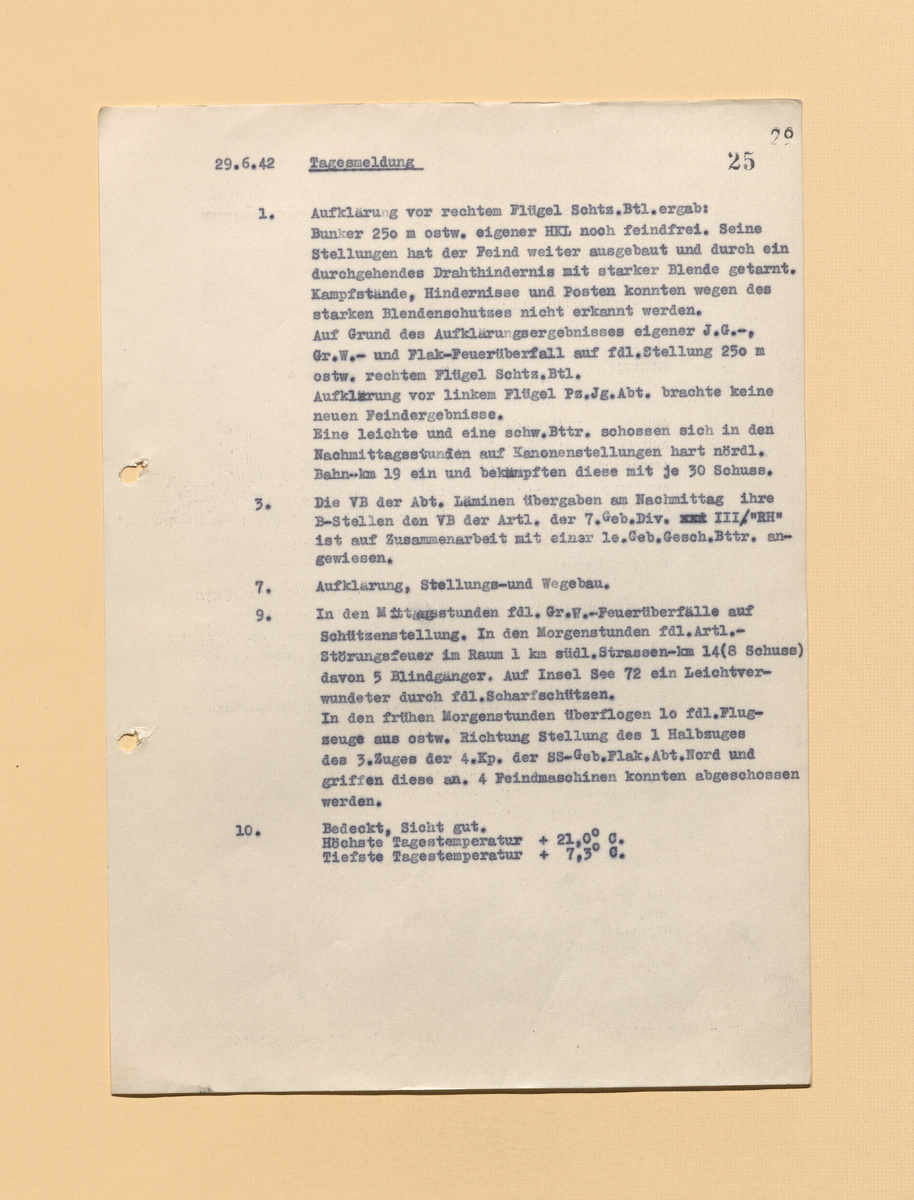 29
25
29.6.42 Tagesmeldung
1. Aufklärung vor rechtem Flügel Schtz.Btl.ergab:
Bunker 25o m ostw. eigener HKL noch feindfrei. Seine
Stellungen hat der Feind weiter ausgebaut und durch ein
durchgehendes Drahthindernis mit starker Blende getarnt.
Kampfstände, Hindernisse und Posten konnten wegen des
starken Blendenschutzes nicht erkannt werden.
Auf Grund des Aufklärungsergebnisses eigener J.G.-,
Gr.W.- und Flak-Feuerüberfall auf fdl.Stellung 25o m
ostw. rechtem Flügel Schtz.Btl.
Aufklärung vor linkem Flügel Pz.Jg.Abt. brachte keine
neuen Feindergebnisse.
Eine leichte und eine schw.Bttr. schossen sich in den
Nachmittagsstunden auf Kanonenstellungen hart nördl.
Bahn-km 19 ein und bekämpften diese mit je 30 Schuss.
3. Die VB der Abt. Läminen übergaben am Nachmittag ihre
B-Stellen den VB der Artl. der 7.Geb.Div. III/"RH"
ist auf Zusammenarbeit mit einer le.Geb.Gesch.Bttr. an-
gewiesen.
7. Aufklärung, Stellungs-und Wegebau.
9. In den Mittagsstunden fdl. Gr.W.-Feuerüberfälle auf
Schützenstellung. In den Morgenstunden fdl.Artl.-
Störungsfeuer im Raum 1 km südl.Strassen-km 14(8 Schuss)
davon 5 Blindgänger. Auf Insel See 72 ein Leichtver-
wundeter durch fdl.Scharfschützen.
In den frühen Morgenstunden überflogen 1o fdl.Flug-
zeuge aus ostw. Richtung Stellung des 1 Halbzuges
des 3.Zuges der 4.Kp. der SS-Geb.Flak.Abt.Nord und
griffen diese an. 4 Feindmaschinen konnten abgeschossen
werden.
10. Bedeckt, Sicht gut.
Höchste Tagestemperatur + 21,0° C.
Tiefste Tagestemperatur + 7,3° C.